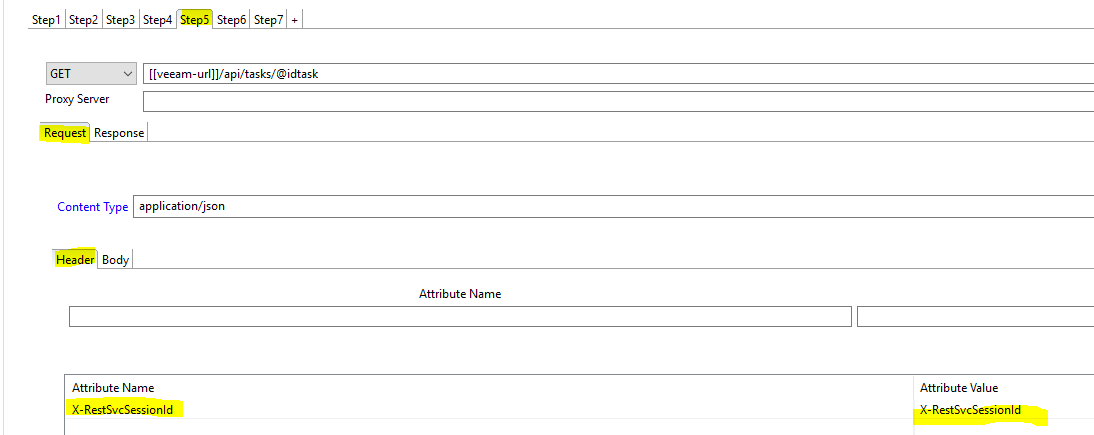 Step1 Step2 Step3 Step4 Step5 Step6 Step7 +
GET [[veeam-url]]/api/tasks/@idtask
Proxy Server
Request Response
Content Type application/json
Header Body
Attribute Name
Attribute Name Attribute Value
X-RestSvcSessionId X-RestSvcSessionId